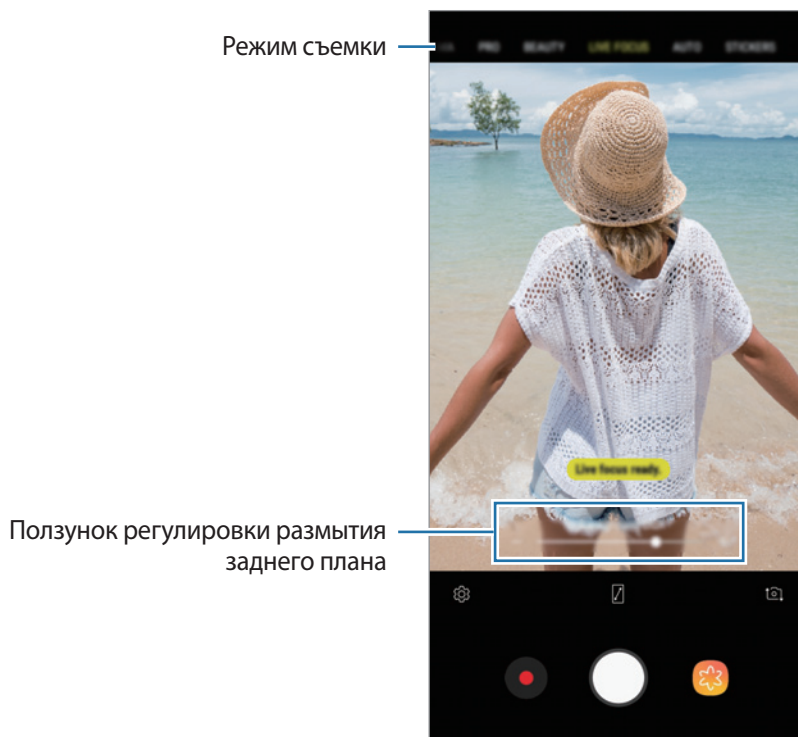 Режим съемки
PRO BEAUTY LIVE FOCUS AUTO STICKERS
Live focus ready.
Ползунок регулировки размытия
заднего плана